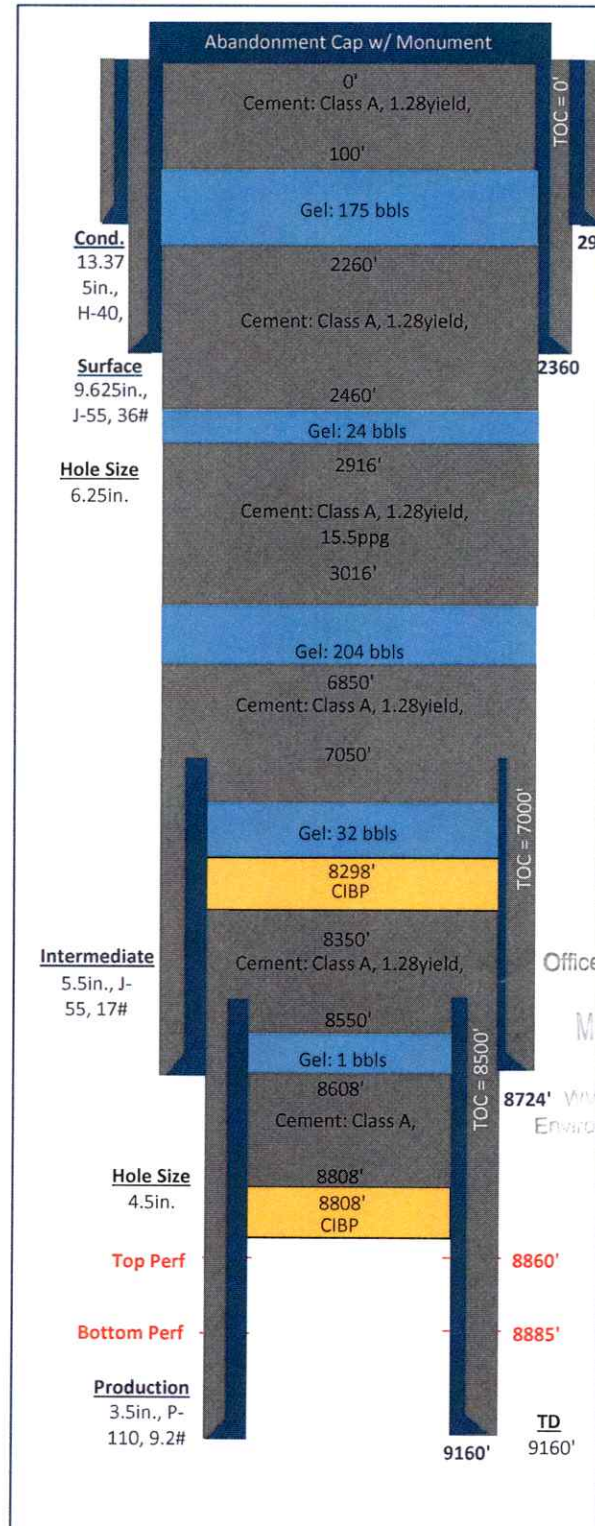 Abandonment Cap w/ Monument
0'
Cement: Class A, 1.28yield,
TOC = 0'
100'
Gel: 175 bbls
Cond.
13.37
5in.,
H-40,
29
2260'
Cement: Class A, 1.28yield,
Surface
9.625in.,
J-55, 36#
2360
2460'
Gel: 24 bbls
Hole Size
6.25in.
2916'
Cement: Class A, 1.28yield,
15.5ppg
3016'
Gel: 204 bbls
6850'
Cement: Class A, 1.28yield,
7050'
TOC = 7000'
Gel: 32 bbls
8298'
CIBP
8350'
Intermediate
5.5in., J-
55, 17#
Cement: Class A, 1.28yield,
Office
8550'
M
TOC = 8500'
Gel: 1 bbls
8608'
8724'
Enviro
Cement: Class A,
Hole Size
4.5in.
8808'
8808'
CIBP
Top Perf
8860'
Bottom Perf
8885'
Production
3.5in., P-
110, 9.2#
9160'
TD
9160'